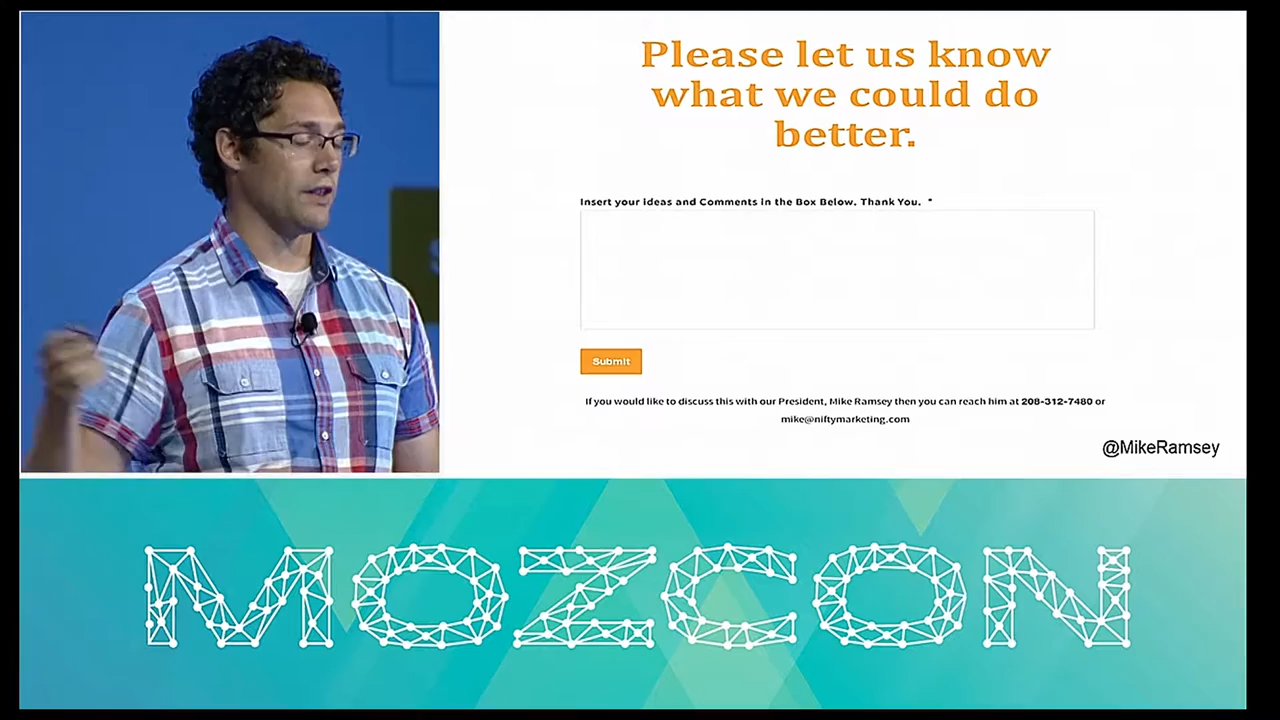 Please let us know
what we could do
better.
Insert your ideas and Comments in the Box Below. Thank You. *
Submit
If you would like to discuss this with our President, Mike Ramsey then you can reach him at 208-312-7480 or
mike@niftymarketing.com
@MikeRamsey
MOZCON